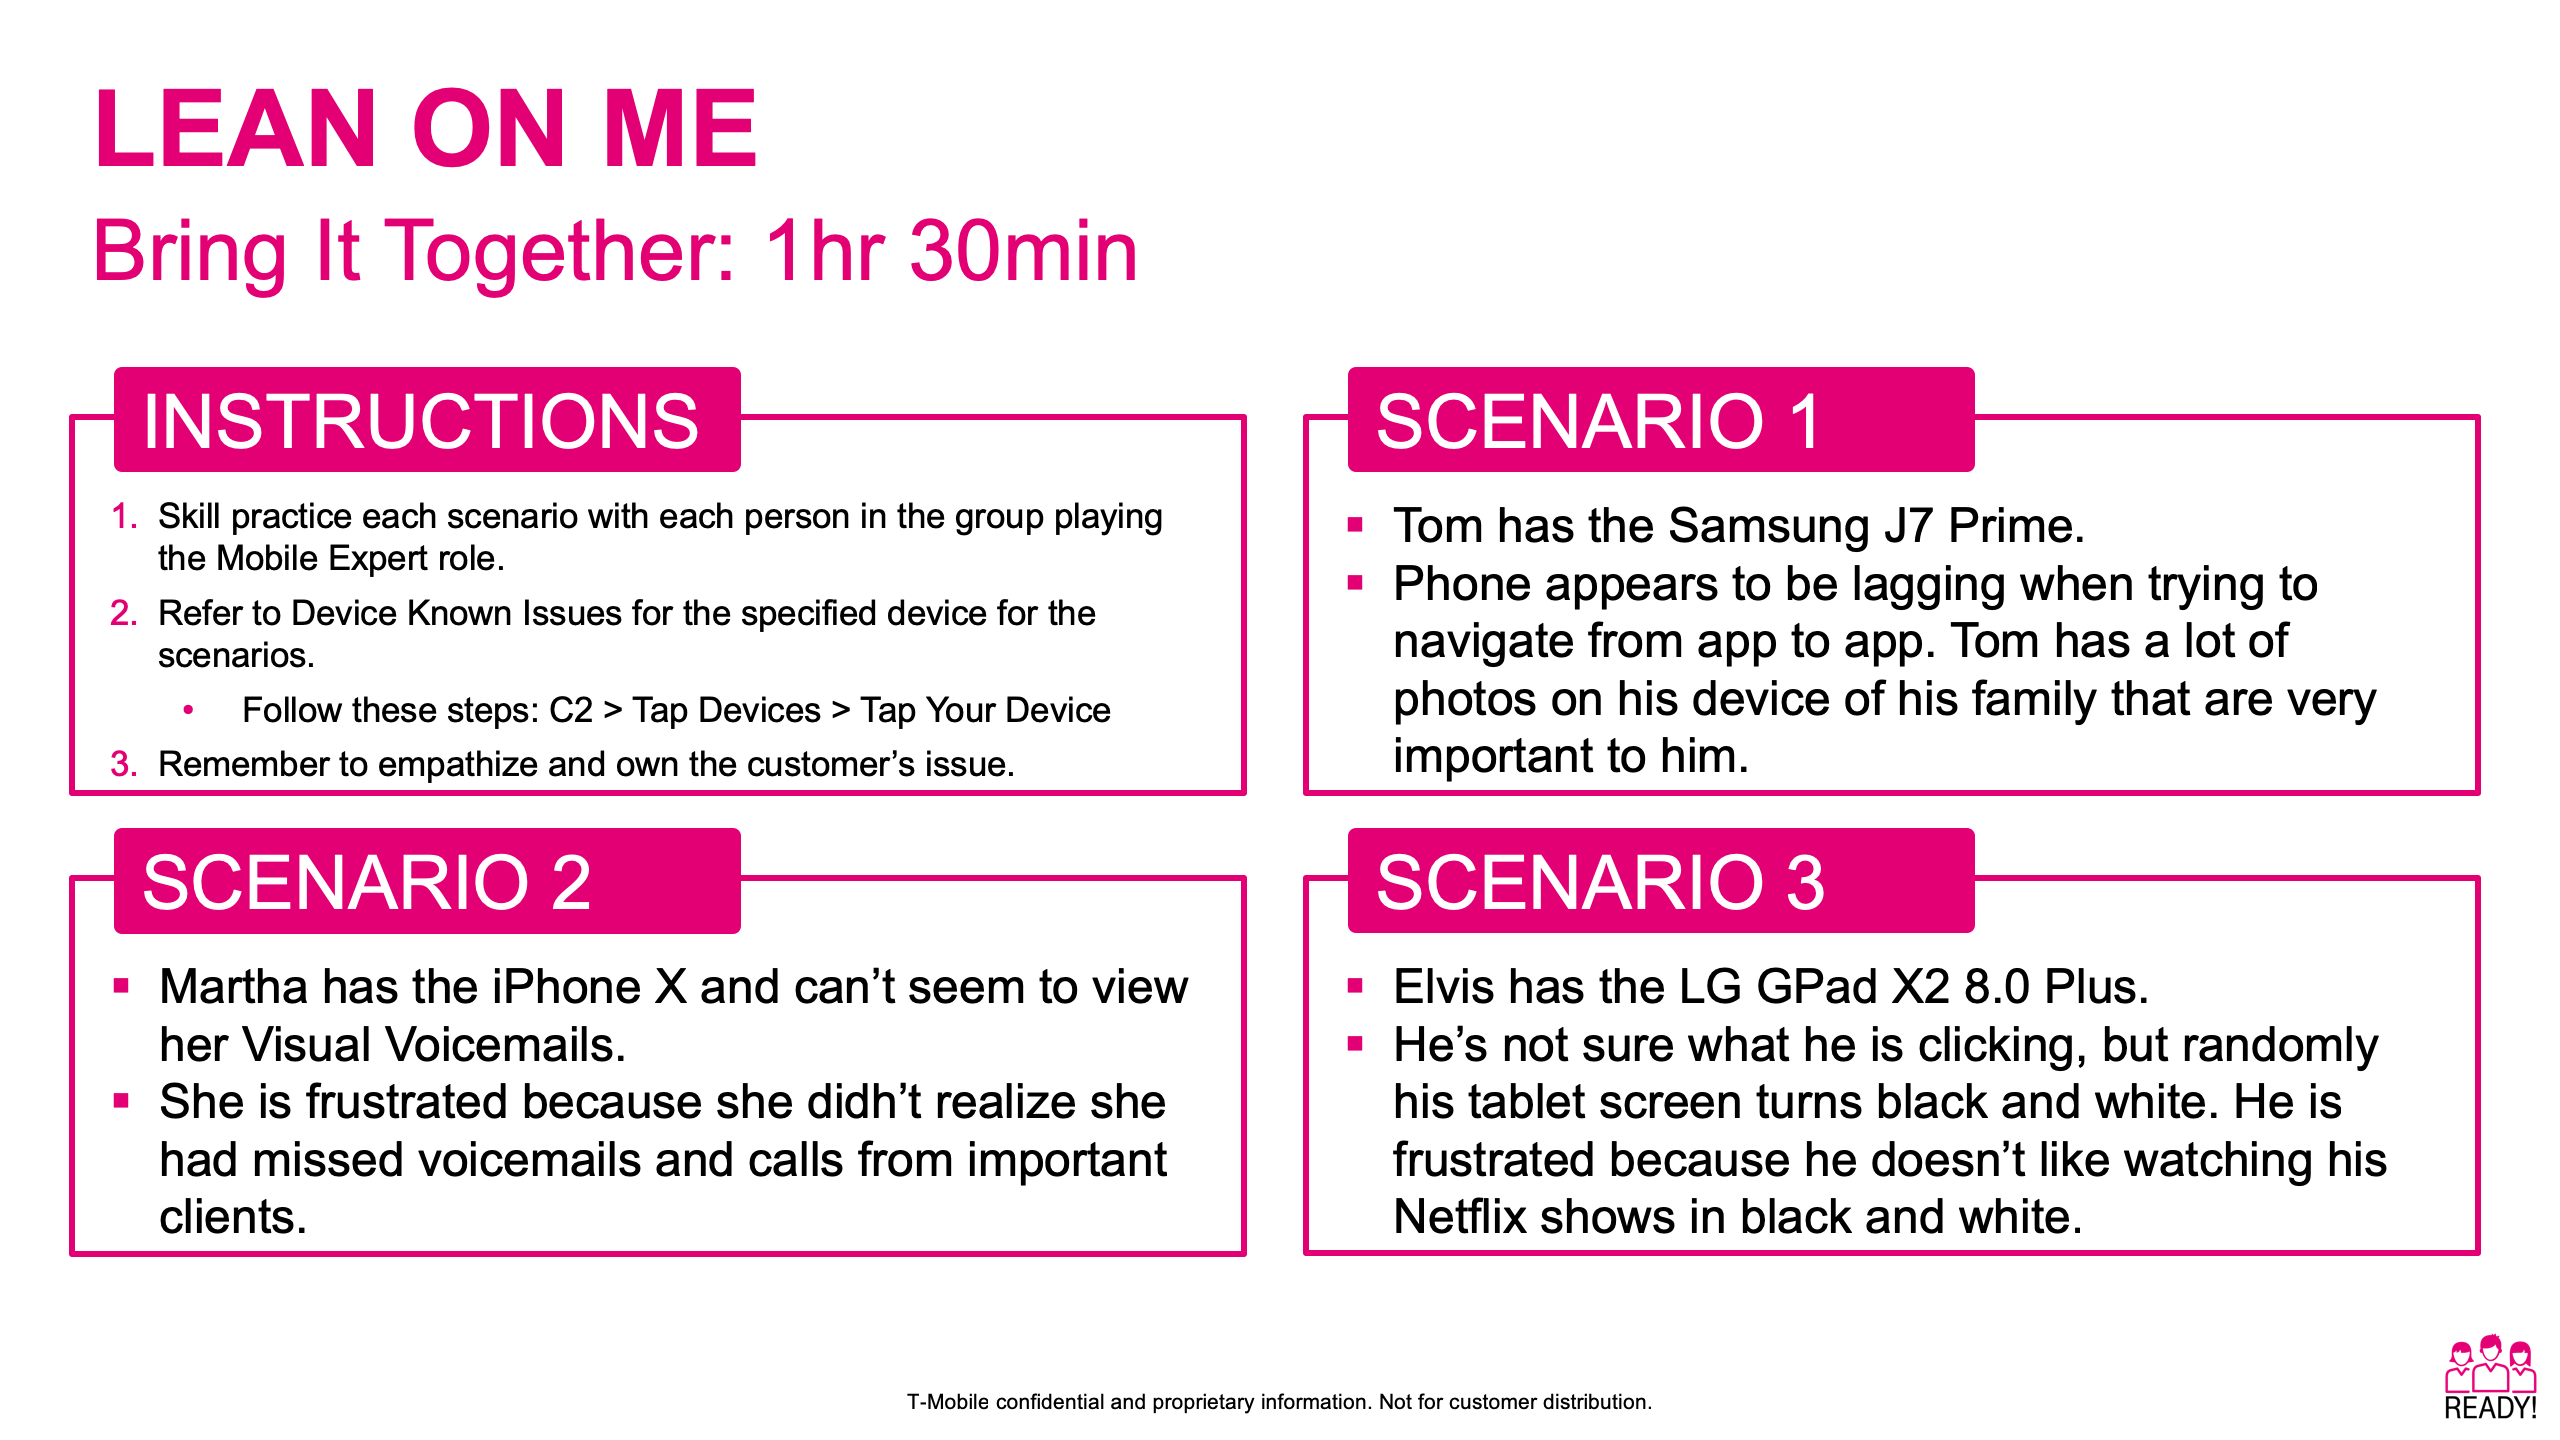 LEAN ON ME
Bring It Together: 1hr 30min
INSTRUCTIONS
1. Skill practice each scenario with each person in the group playing
the Mobile Expert role.
2. Refer to Device Known Issues for the specified device for the
scenarios.
• Follow these steps: C2 > Tap Devices > Tap Your Device
3. Remember to empathize and own the customer’s issue.
SCENARIO 1
▪ Tom has the Samsung J7 Prime.
▪ Phone appears to be lagging when trying to
navigate from app to app. Tom has a lot of
photos on his device of his family that are very
important to him.
SCENARIO 2
▪ Martha has the iPhone X and can’t seem to view
her Visual Voicemails.
▪ She is frustrated because she didh’t realize she
had missed voicemails and calls from important
clients.
SCENARIO 3
▪ Elvis has the LG GPad X2 8.0 Plus.
▪ He’s not sure what he is clicking, but randomly
his tablet screen turns black and white. He is
frustrated because he doesn’t like watching his
Netflix shows in black and white.
T-Mobile confidential and proprietary information. Not for customer distribution.
READY!